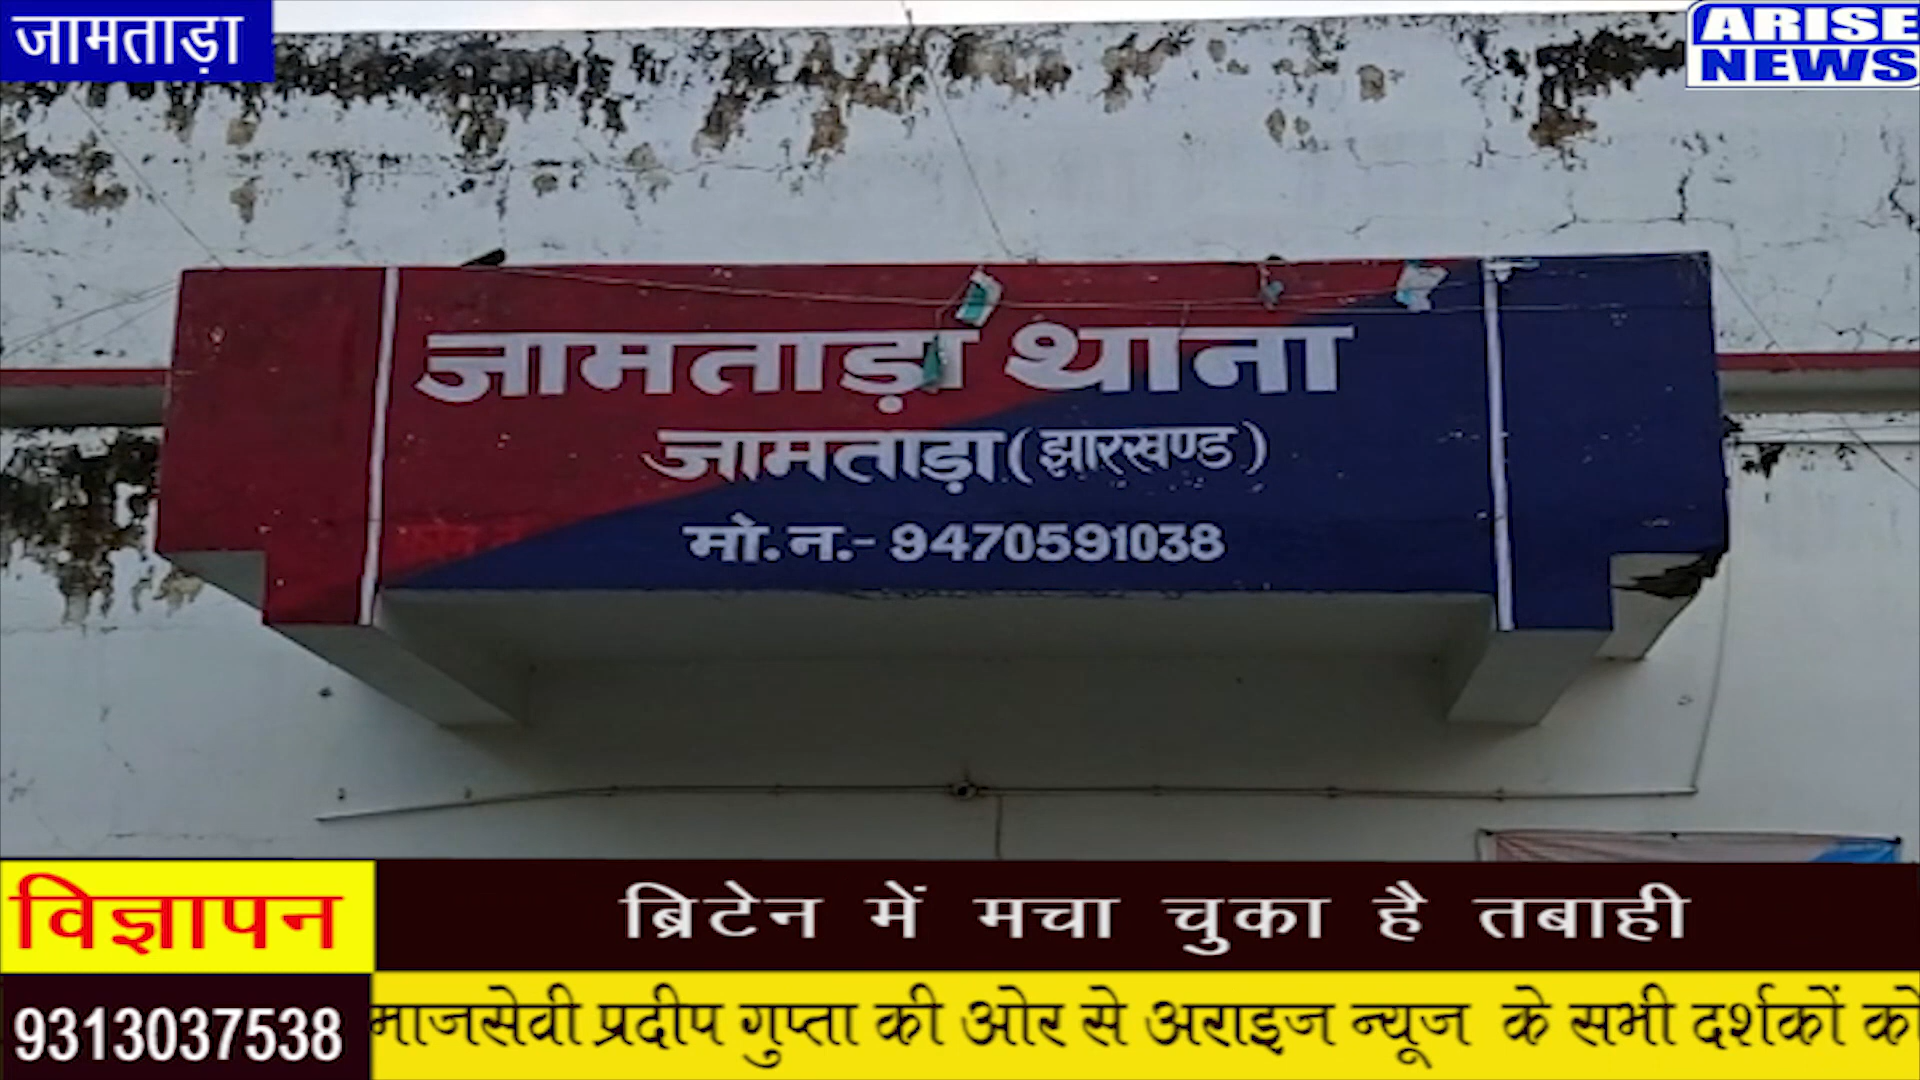 जामताड़ा
ARISE
NEWS
जामताड़ा थाना
जामताड़ा (झारखण्ड)
मो.न.- 9470591038
विज्ञापन
ब्रिटेन में मचा चुका है तबाही
9313037538
माजसेवी प्रदीप गुप्ता की ओर से अराइज न्यूज के सभी दर्शकों को